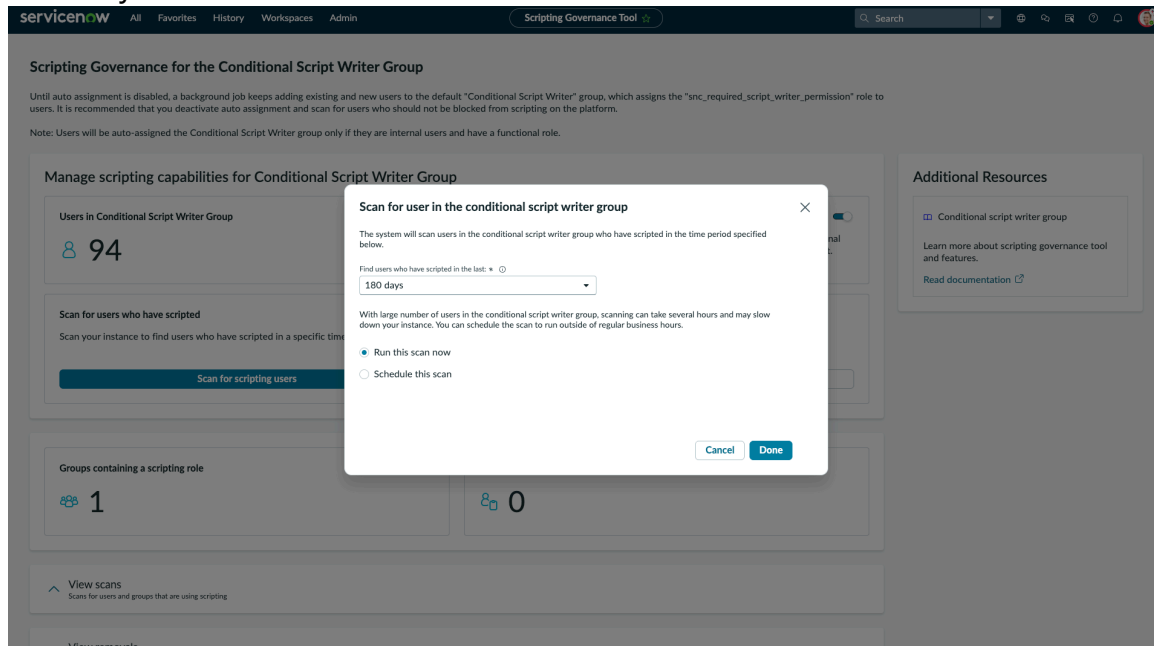 servicenow All Favorites History Workspaces Admin Scripting Governance Tool Search
Scripting Governance for the Conditional Script Writer Group
Until auto assignment is disabled, a background job keeps adding existing and new users to the default "Conditional Script Writer" group, which assigns the "snc_required_script_writer_permission" role to
users. It is recommended that you deactivate auto assignment and scan for users who should not be blocked from scripting on the platform.
Note: Users will be auto-assigned the Conditional Script Writer group only if they are internal users and have a functional role.
Manage scripting capabilities for Conditional Script Writer Group
Users in Conditional Script Writer Group
94
Scan for users who have scripted
Scan your instance to find users who have scripted in a specific time
Scan for scripting users
Scan for user in the conditional script writer group
The system will scan users in the conditional script writer group who have scripted in the time period specified
below.
Find users who have scripted in the last: *
180 days
With large number of users in the conditional script writer group, scanning can take several hours and may slow
down your instance. You can schedule the scan to run outside of regular business hours.
Run this scan now
Schedule this scan
Cancel Done
Additional Resources
Conditional script writer group
Learn more about scripting governance tool
and features.
Read documentation
Groups containing a scripting role
1
0
View scans
Scans for users and groups that are using scripting